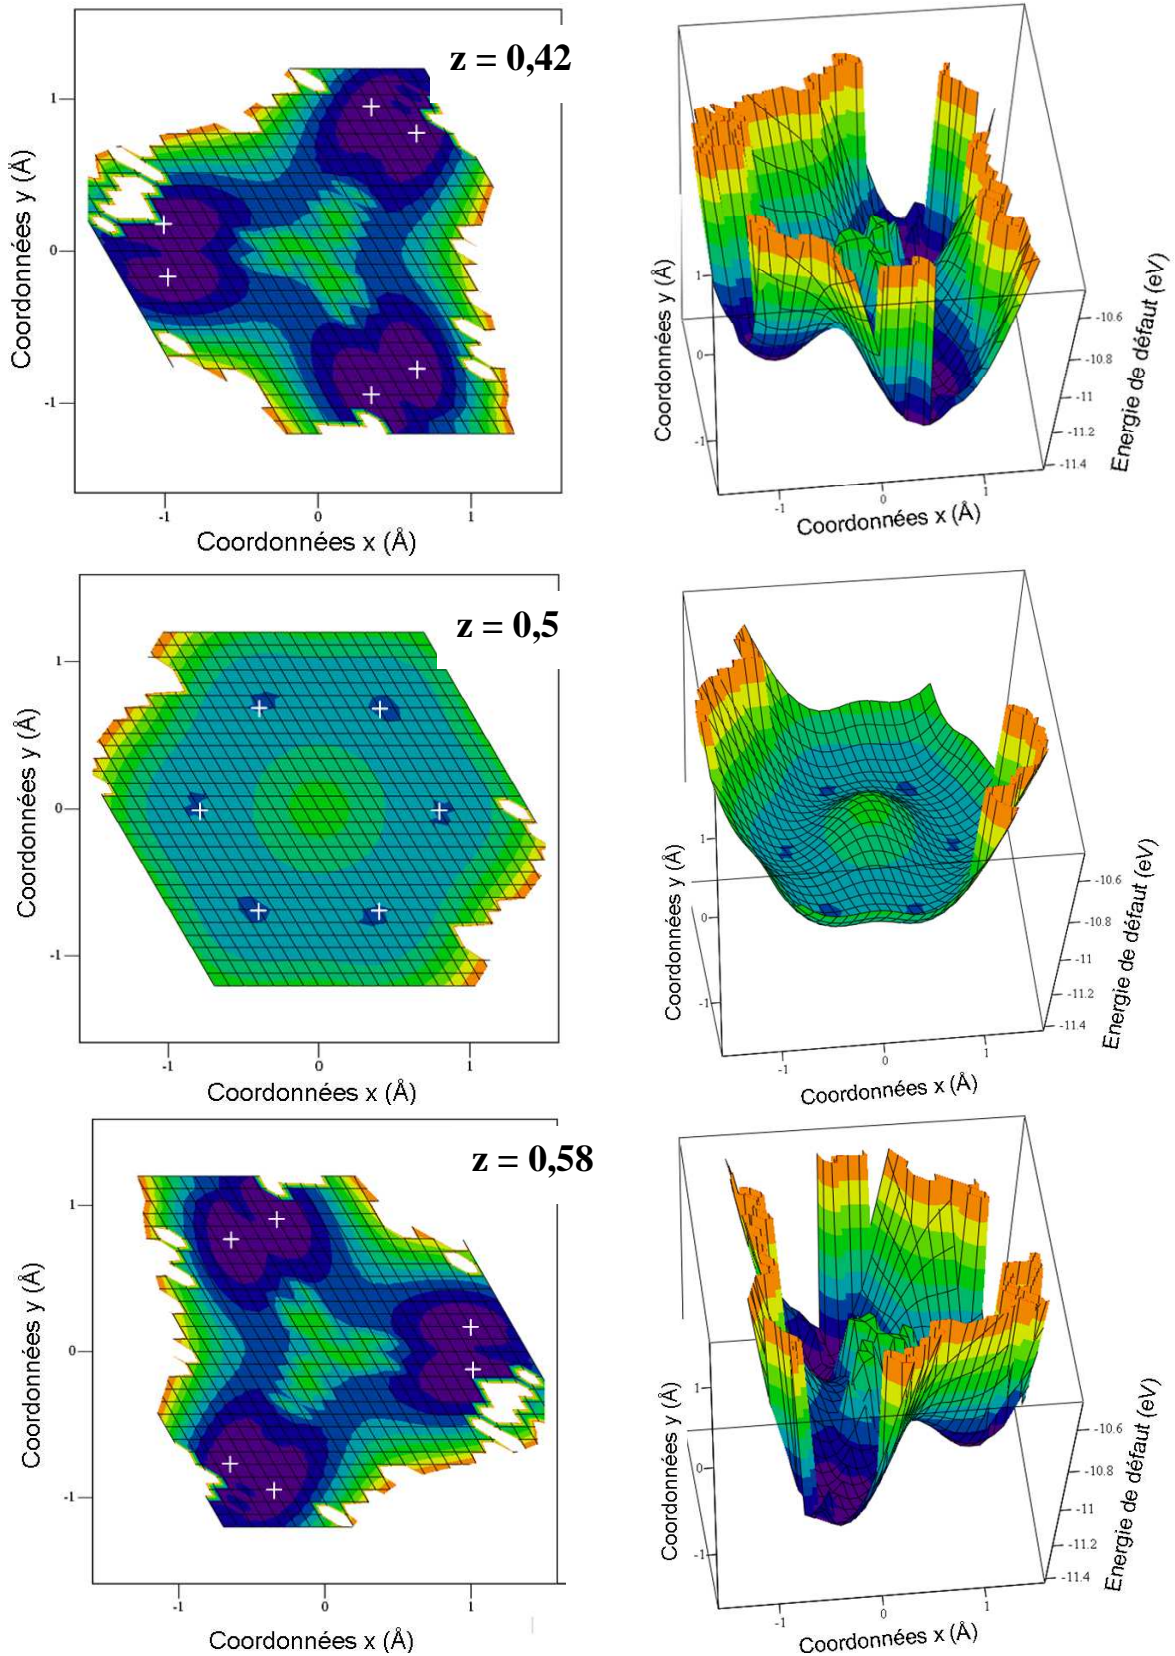 z = 0,42
Coordonnées y (Å)
1
0
-1
-1
0
1
Coordonnées x (Å)
Coordonnées y (Å)
1
0
-1
-1
0
1
Coordonnées x (Å)
Energie de défaut (eV)
-10.6
-10.8
-11
-11.2
-11.4
z = 0,5
Coordonnées y (Å)
1
0
-1
-1
0
1
Coordonnées x (Å)
Coordonnées y (Å)
1
0
-1
-1
0
1
Coordonnées x (Å)
Energie de défaut (eV)
-10.6
-10.8
-11
-11.2
-11.4
z = 0,58
Coordonnées y (Å)
1
0
-1
-1
0
1
Coordonnées x (Å)
Coordonnées y (Å)
1
0
-1
-1
0
1
Coordonnées x (Å)
Energie de défaut (eV)
-10.6
-10.8
-11
-11.2
-11.4